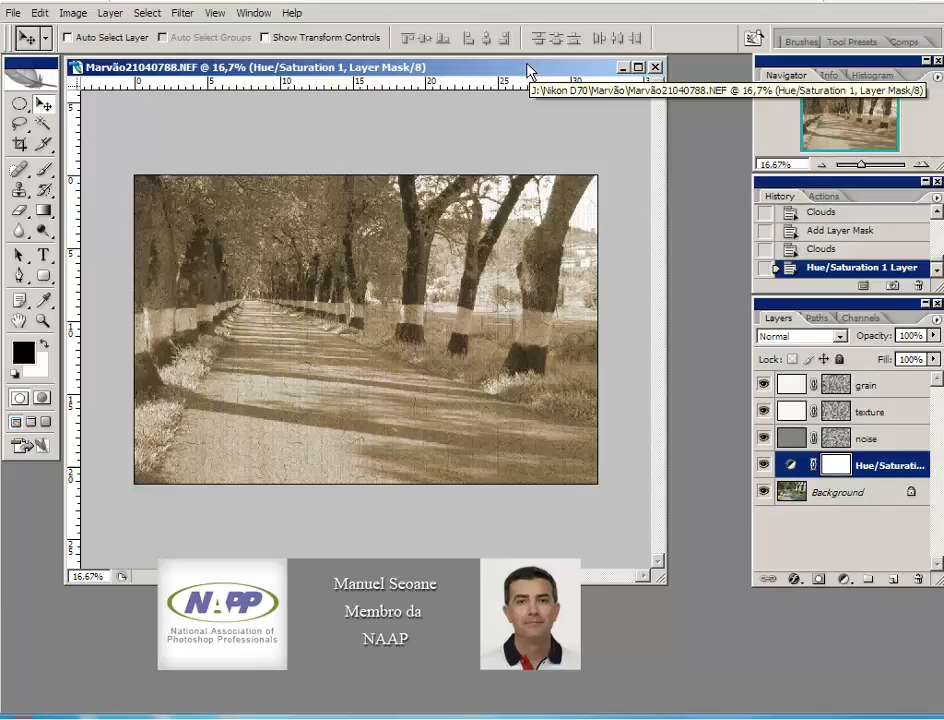 File Edit Image Layer Select Filter View Window Help
Auto Select Layer Auto Select Groups Show Transform Controls
Brushes Tool Presets Comps
Marvão21040788.NEF @ 16,7% (Hue/Saturation 1, Layer Mask/8)
J:\Nikon D70\Marvão\Marvão21040788.NEF @ 16,7% (Hue/Saturation 1, Layer Mask/8)
Navigator Info Histogram
16.67%
History Actions
Clouds
Add Layer Mask
Clouds
Hue/Saturation 1 Layer
Layers Paths Channels
Normal Opacity: 100%
Lock: Fill: 100%
grain
texture
noise
Hue/Saturati...
Background
16.67%
NAPP
National Association of
Photoshop Professionals
Manuel Seoane
Membro da
NAAP